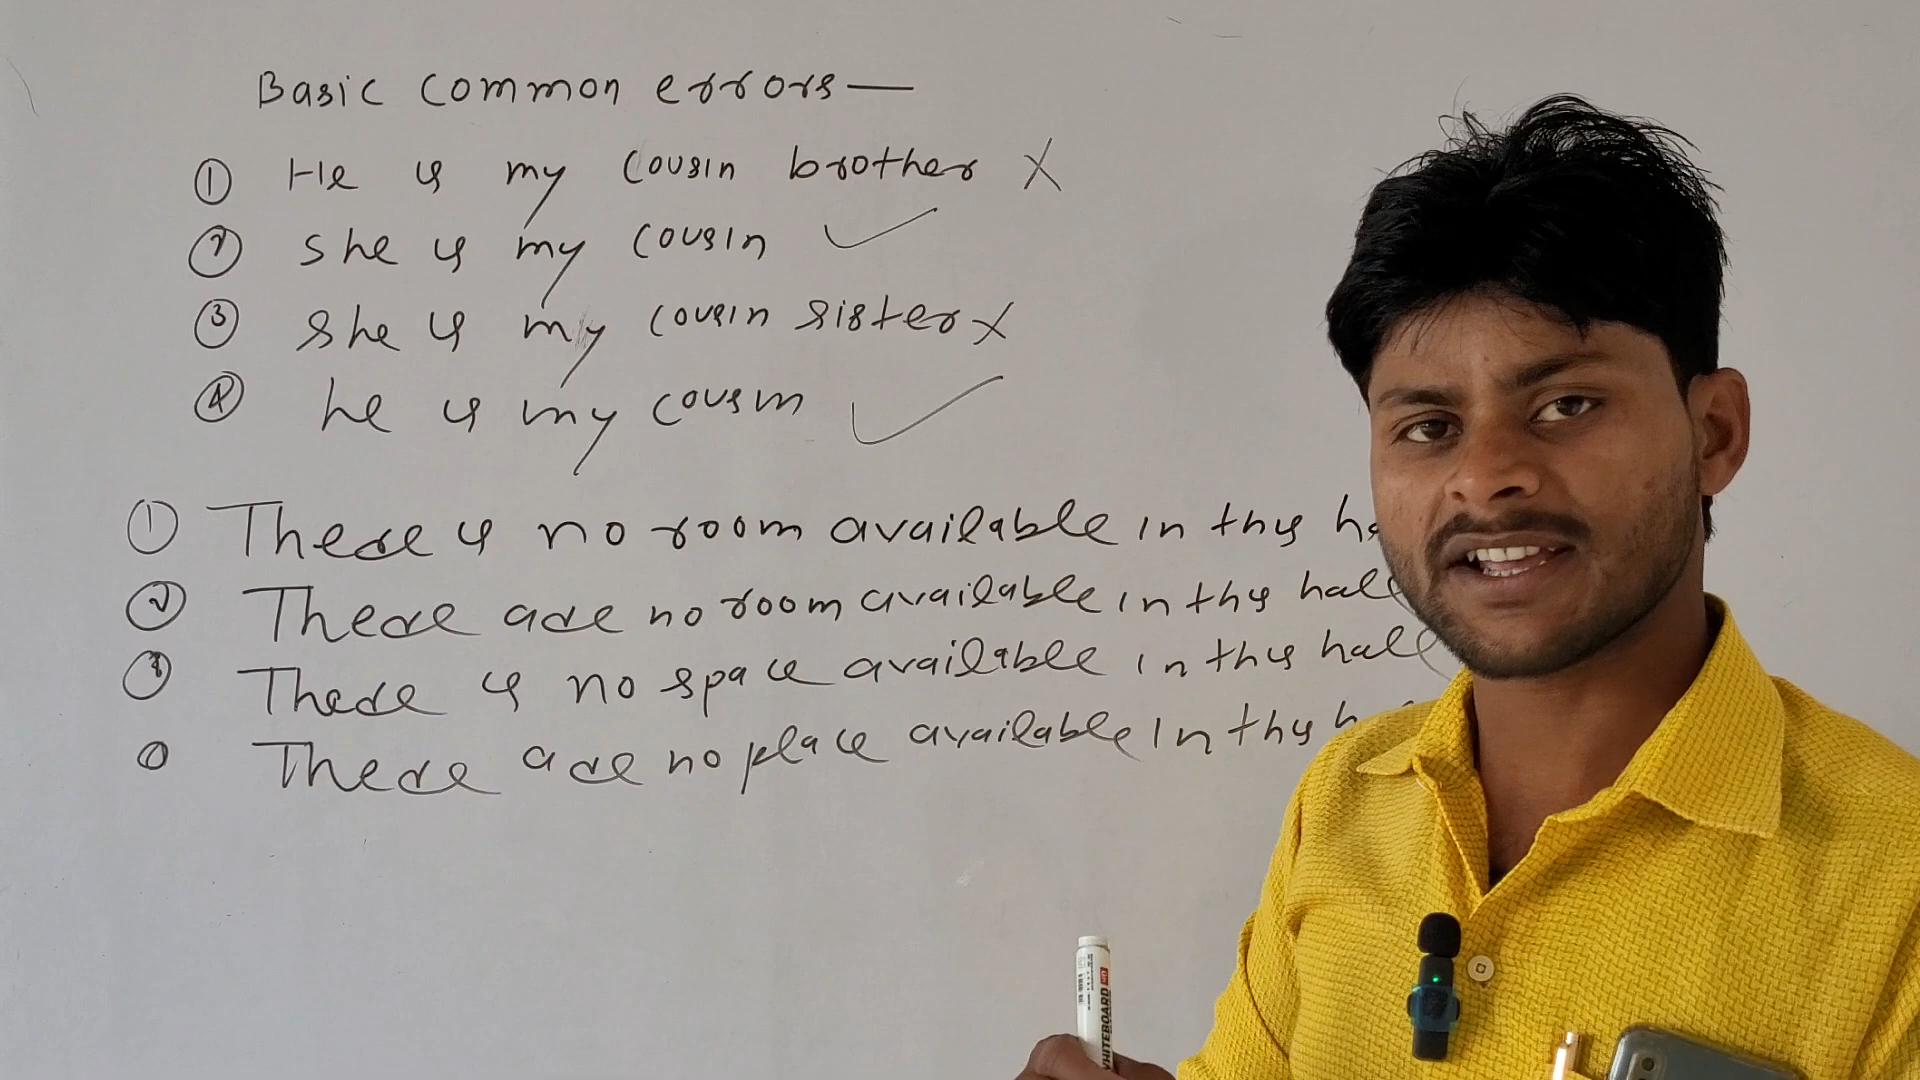 Basic common errors —
① He is my cousin brother X
② she is my cousin ✓
③ she is my cousin sister X
④ he is my cousin ✓
① There is no room available in this
② There are no room available in this hall
③ There is no space available in this hall
There are no place available in this
WHITEBOARD